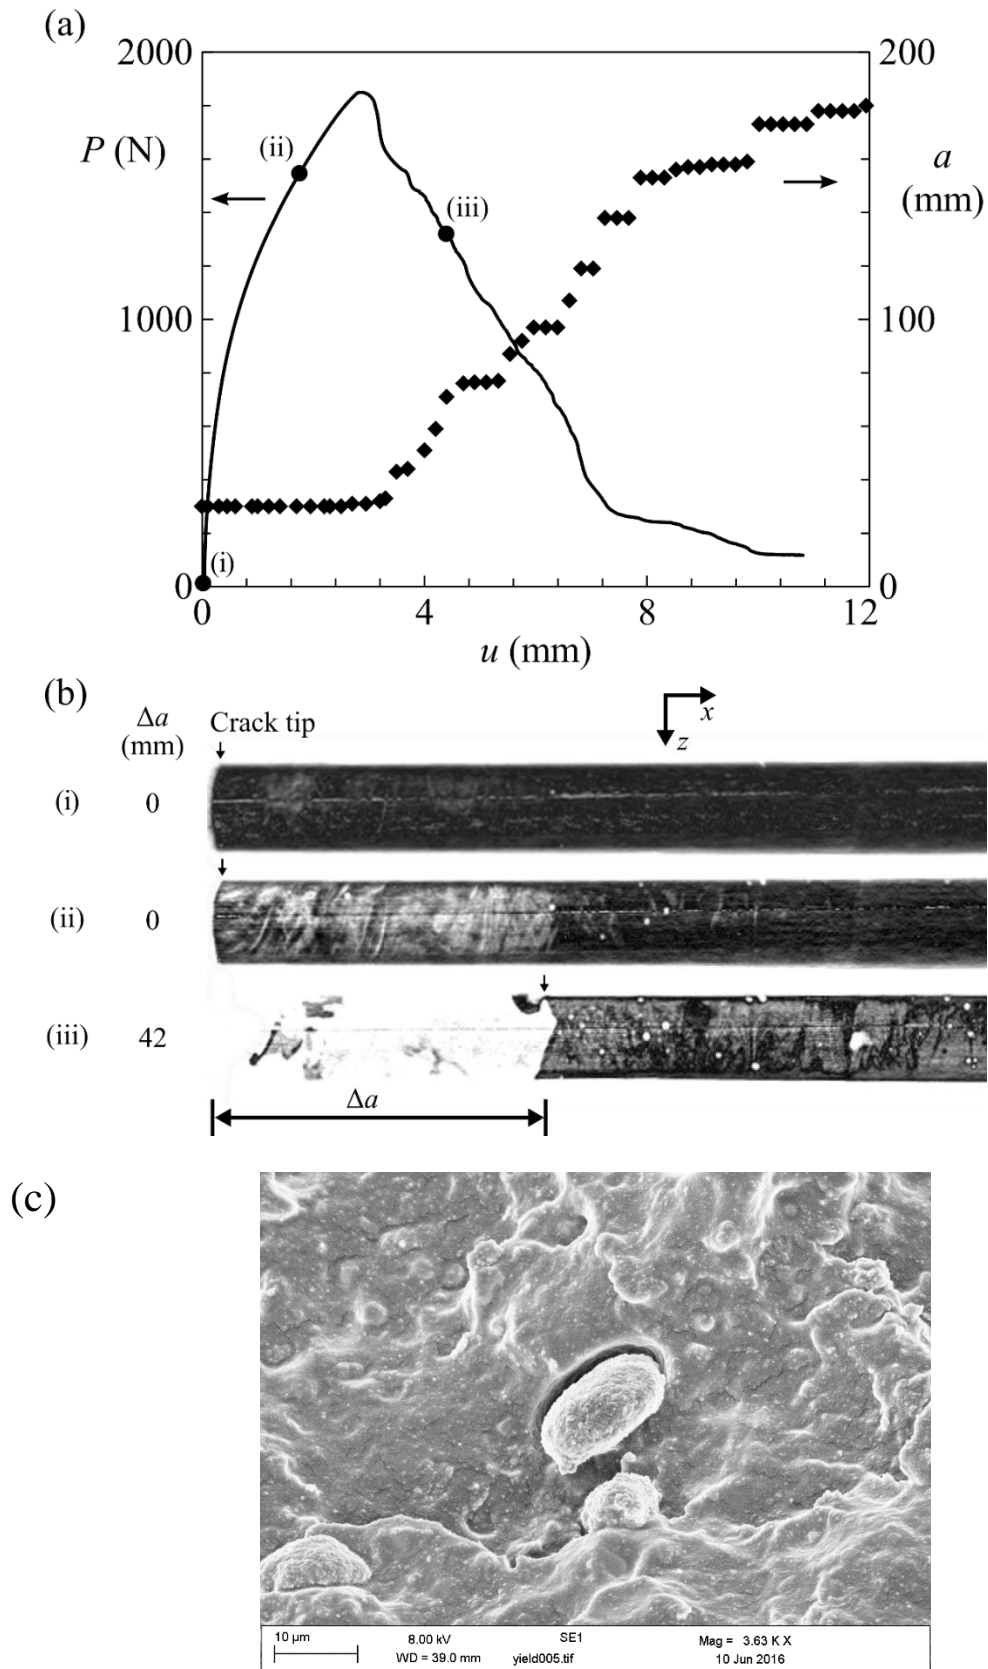 (a)
2000
200
P (N)
(ii)
a
(mm)
(iii)
1000
100
(i)
0
0
0
4
8
12
u (mm)
(b)
Δa
(mm)
Crack tip
x
z
(i)
0
(ii)
0
(iii)
42
Δa
(c)
10 µm
8.00 kV
SE1
Mag = 3.63 K X
WD = 39.0 mm
yield005.tif
10 Jun 2016